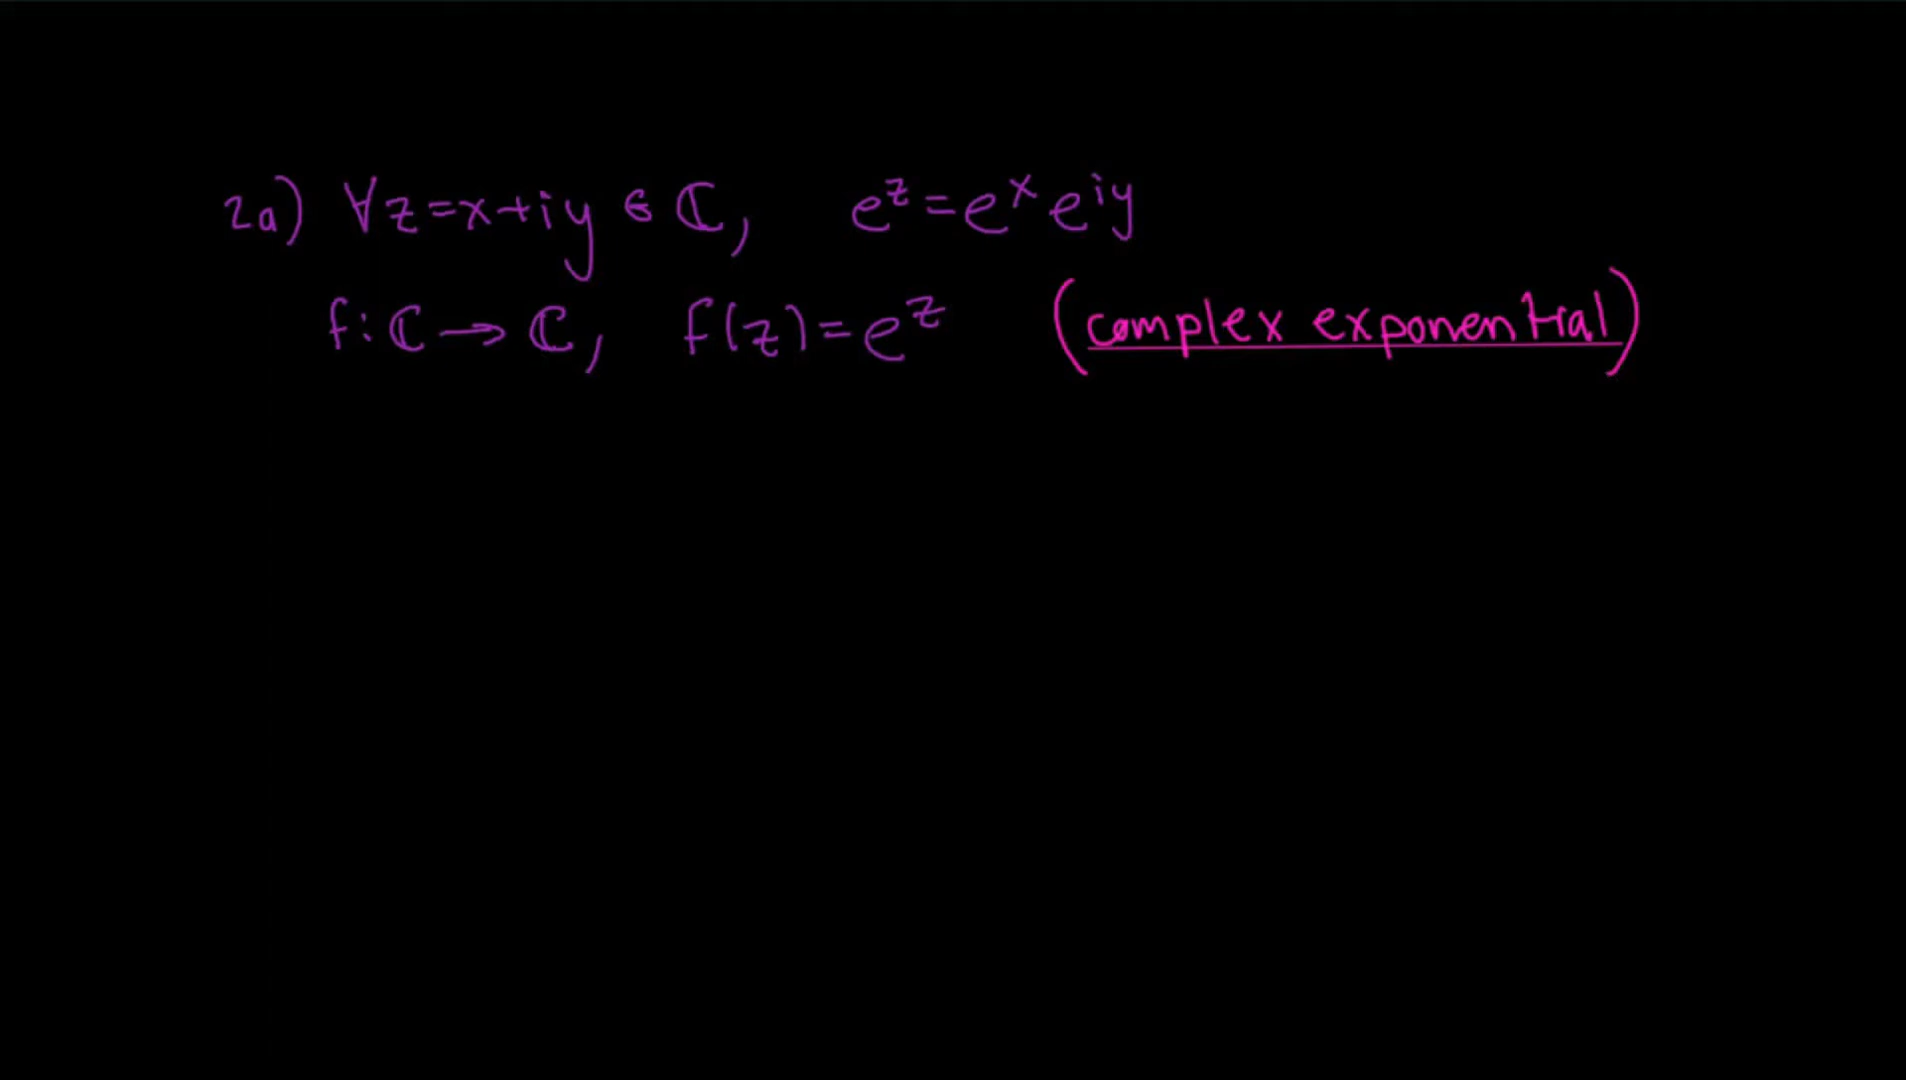 2a) ∀z=x+iy ∈ ℂ, e^z = e^x e^{iy}
f: ℂ → ℂ, f(z) = e^z (complex exponential)